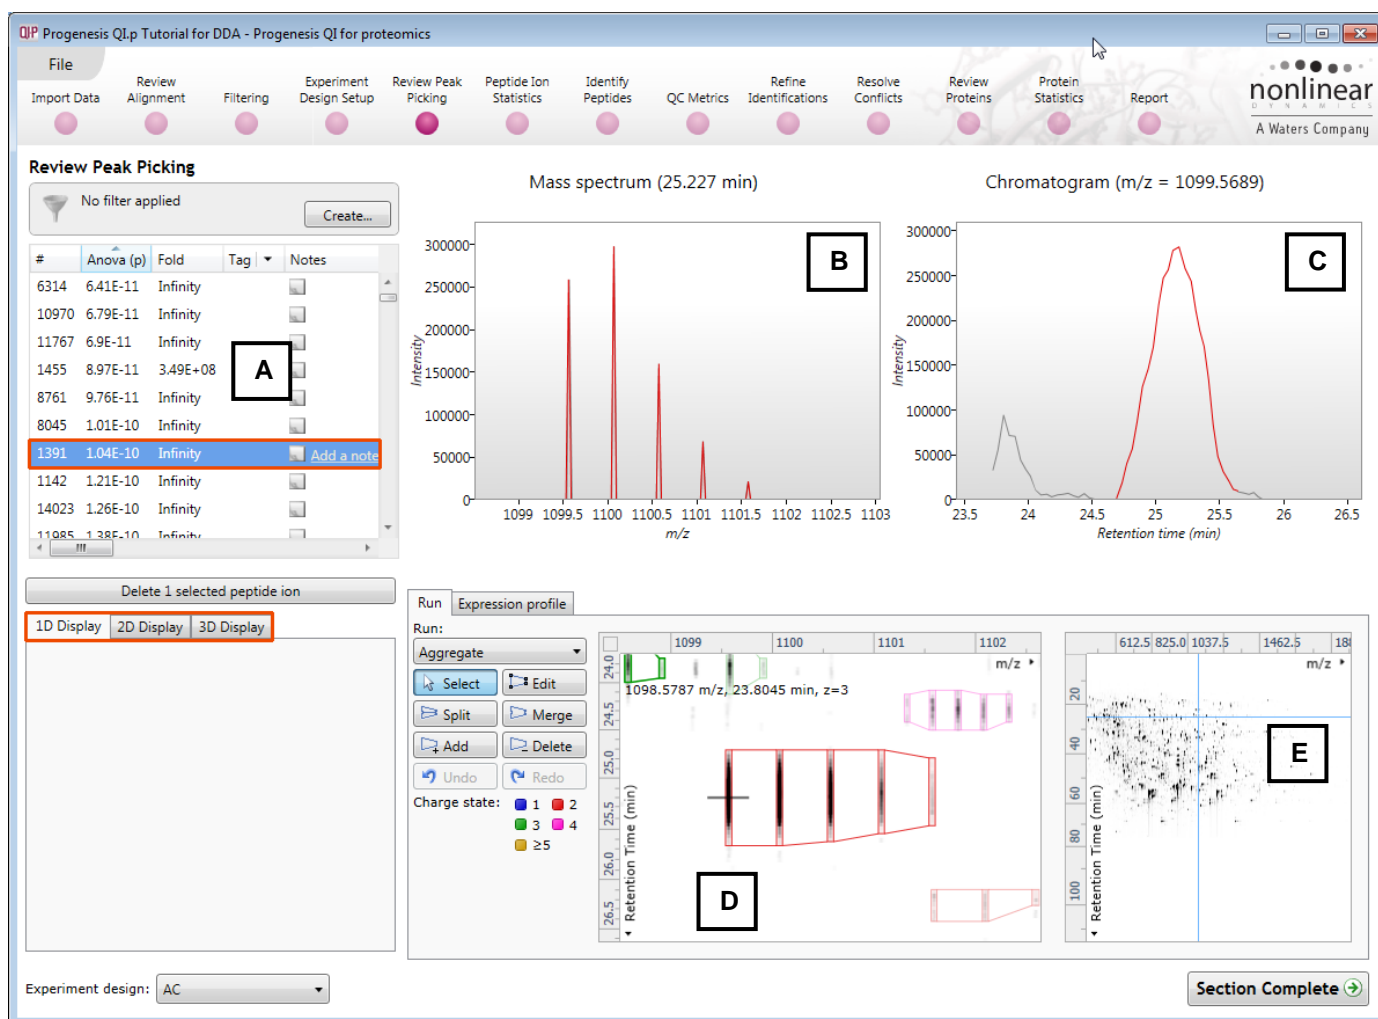 QI.P Progenesis QI.p Tutorial for DDA - Progenesis QI for proteomics
File
Import Data
Review Alignment
Filtering
Experiment Design Setup
Review Peak Picking
Peptide Ion Statistics
Identify Peptides
QC Metrics
Refine Identifications
Resolve Conflicts
Review Proteins
Protein Statistics
Report
nonlinear
DYNAMICS
A Waters Company
Review Peak Picking
No filter applied
Create...
# Anova (p) Fold Tag Notes
6314 6.41E-11 Infinity
10970 6.79E-11 Infinity
11767 6.9E-11 Infinity
1455 8.97E-11 3.49E+08
8761 9.76E-11 Infinity
8045 1.01E-10 Infinity
1391 1.04E-10 Infinity Add a note
1142 1.21E-10 Infinity
14023 1.26E-10 Infinity
11985 1.38E-10 Infinity
A
Delete 1 selected peptide ion
1D Display 2D Display 3D Display
Mass spectrum (25.227 min)
B
Intensity
300000
250000
200000
150000
100000
50000
0
1099 1099.5 1100 1100.5 1101 1101.5 1102 1102.5 1103
m/z
Chromatogram (m/z = 1099.5689)
C
Intensity
300000
250000
200000
150000
100000
50000
0
23.5 24 24.5 25 25.5 26 26.5
Retention time (min)
Run Expression profile
Run:
Aggregate
Select Edit
Split Merge
Add Delete
Undo Redo
Charge state: 1 2
3 4
≥5
1099 1100 1101 1102
m/z
1098.5787 m/z, 23.8045 min, z=3
24.0
24.5
25.0
25.5
26.0
26.5
Retention Time (min)
D
612.5 825.0 1037.5 1462.5 188
m/z
20
40
60
80
100
Retention Time (min)
E
Experiment design: AC
Section Complete